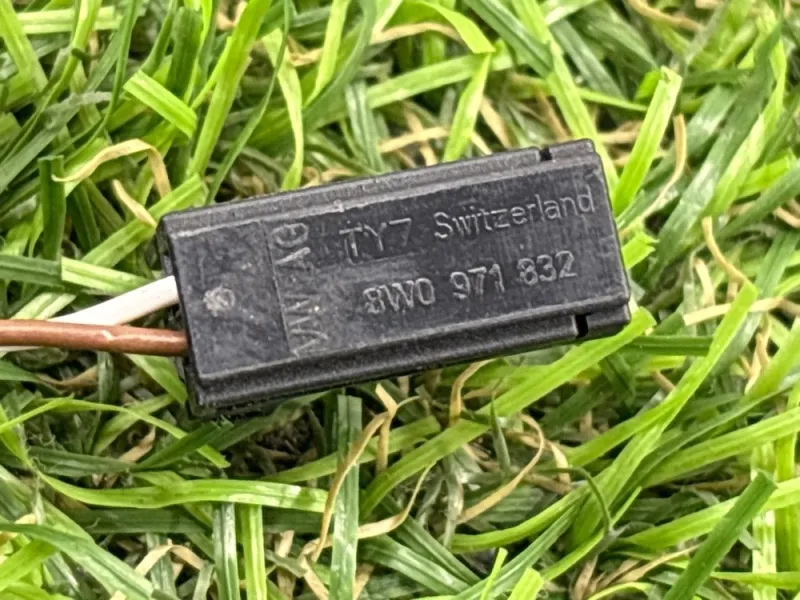 VW AG
TY7 Switzerland
8W0 971 832